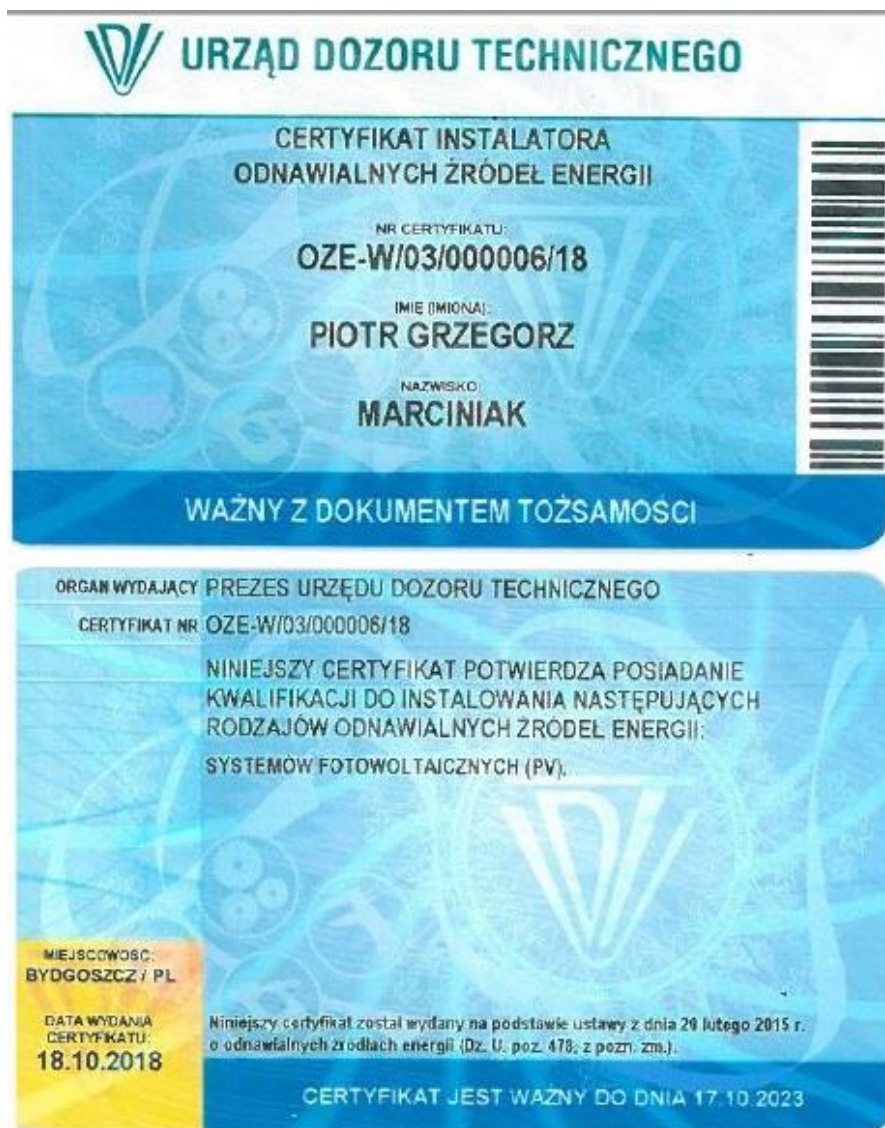 URZĄD DOZORU TECHNICZNEGO
CERTYFIKAT INSTALATORA
ODNAWIALNYCH ŹRÓDEŁ ENERGII
NR CERTYFIKATU:
OZE-W/03/000006/18
IMIĘ (IMIONA):
PIOTR GRZEGORZ
NAZWISKO:
MARCINIAK
WAŻNY Z DOKUMENTEM TOŻSAMOŚCI
ORGAN WYDAJĄCY PREZES URZĘDU DOZORU TECHNICZNEGO
CERTYFIKAT NR OZE-W/03/000006/18
NINIEJSZY CERTYFIKAT POTWIERDZA POSIADANIE
KWALIFIKACJI DO INSTALOWANIA NASTĘPUJĄCYCH
RODZAJÓW ODNAWIALNYCH ŹRÓDEŁ ENERGII:
SYSTEMÓW FOTOWOLTAICZNYCH (PV).
MIEJSCOWOŚĆ:
BYDGOSZCZ / PL
DATA WYDANIA
CERTYFIKATU:
18.10.2018
Niniejszy certyfikat został wydany na podstawie ustawy z dnia 20 lutego 2015 r.
o odnawialnych źródłach energii (Dz. U. poz. 478, z pozn. zm.).
CERTYFIKAT JEST WAŻNY DO DNIA 17.10.2023